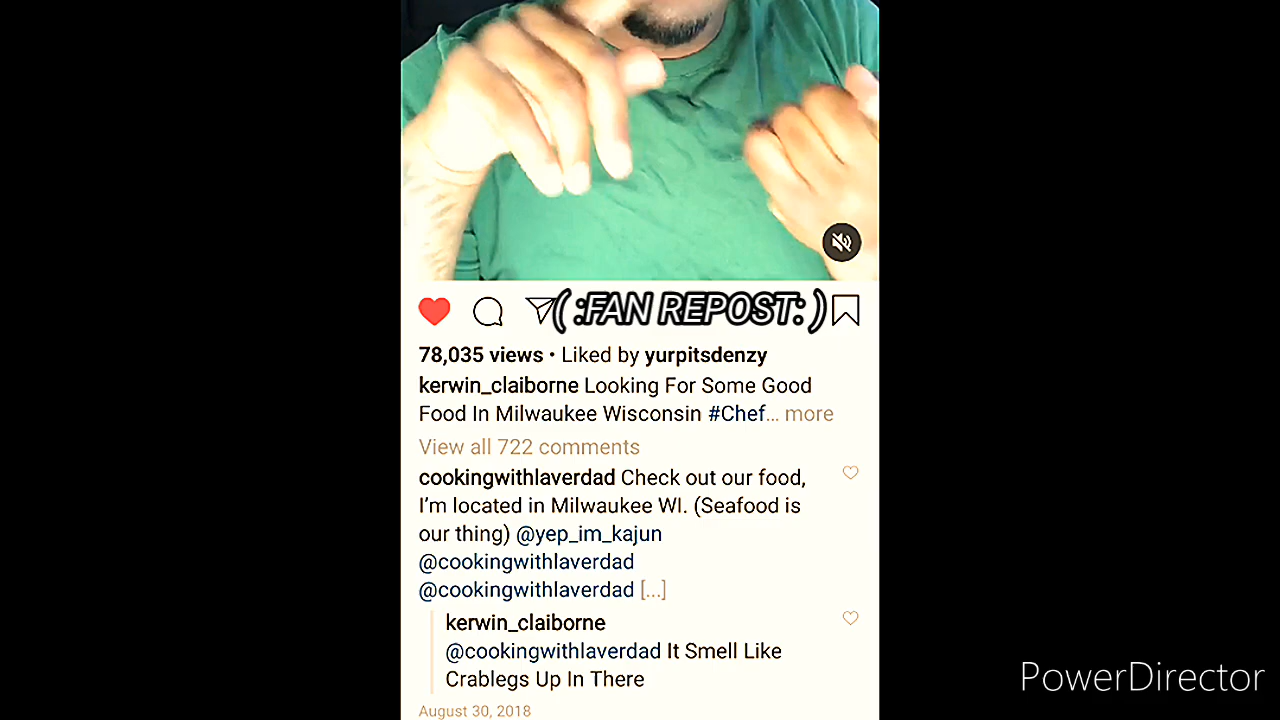 ( :FAN REPOST: )
78,035 views • Liked by yurpitsdenzy
kerwin_claiborne Looking For Some Good
Food In Milwaukee Wisconsin #Chef... more
View all 722 comments
cookingwithlaverdad Check out our food,
I'm located in Milwaukee WI. (Seafood is
our thing) @yep_im_kajun
@cookingwithlaverdad
@cookingwithlaverdad [...]
kerwin_claiborne
@cookingwithlaverdad It Smell Like
Crablegs Up In There
August 30, 2018
PowerDirector